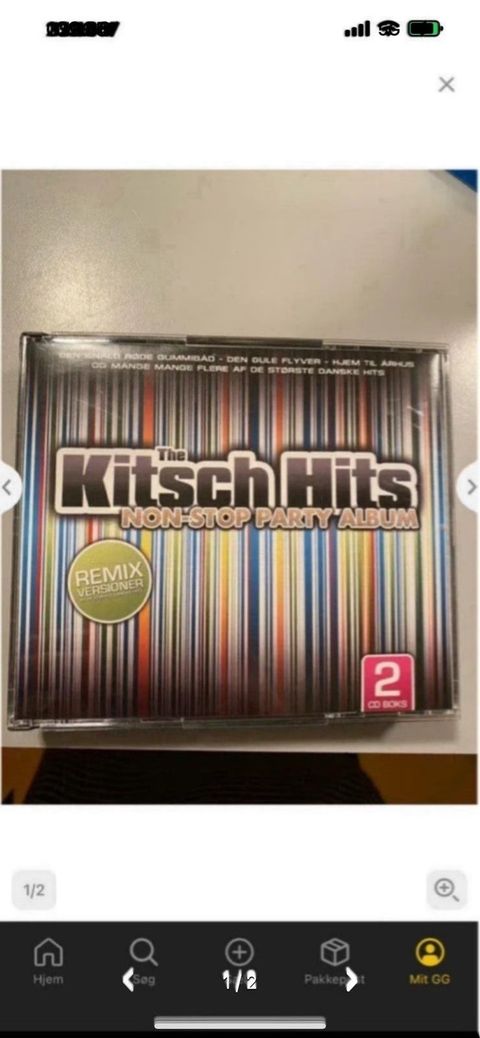 DEN KNALD RØDE GUMMIBÅD - DEN GULE FLYVER - HJEM TIL ÅRHUS
OG MANGE MANGE FLERE AF DE STØRSTE DANSKE HITS
The
Kitsch Hits
NON-STOP PARTY ALBUM
REMIX
VERSIONER
2
CD BOKS
1/2
Hjem
Søg
1/2
Mit GG